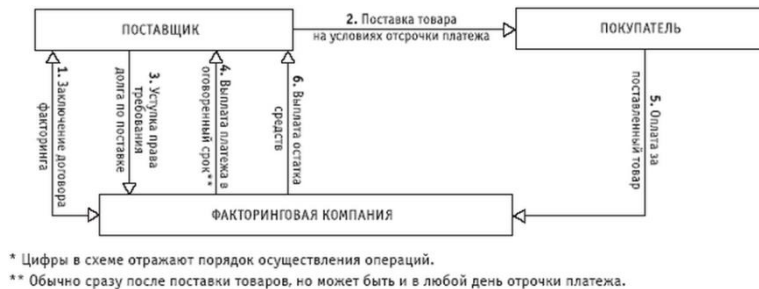 ПОСТАВЩИК
2. Поставка товара
на условиях отсрочки платежа
ПОКУПАТЕЛЬ
1. Заключение договора
факторинга
3. Уступка права
требования
долга по поставке
4. Выплата платежа в
оговоренный срок**
6. Выплата остатка
средств
5. Оплата за
поставленный товар
ФАКТОРИНГОВАЯ КОМПАНИЯ
* Цифры в схеме отражают порядок осуществления операций.
** Обычно сразу после поставки товаров, но может быть и в любой день отрочки платежа.